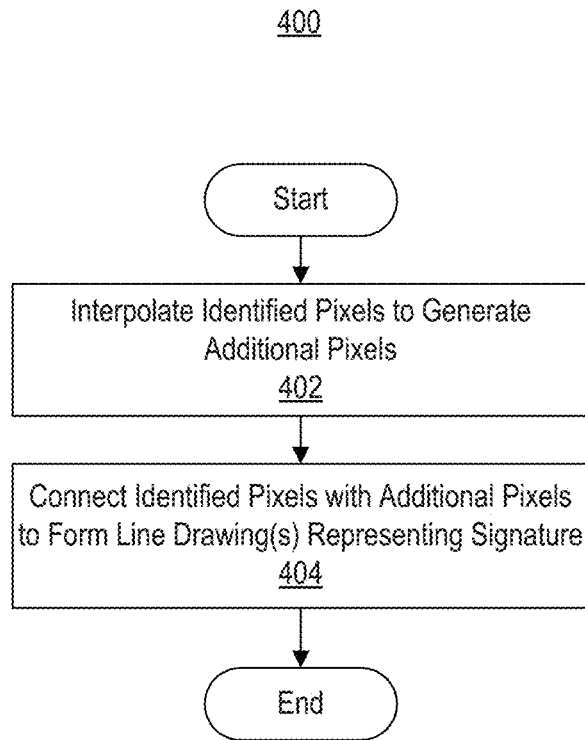 400
Start
Interpolate Identified Pixels to Generate
Additional Pixels
402
Connect Identified Pixels with Additional Pixels
to Form Line Drawing(s) Representing Signature
404
End